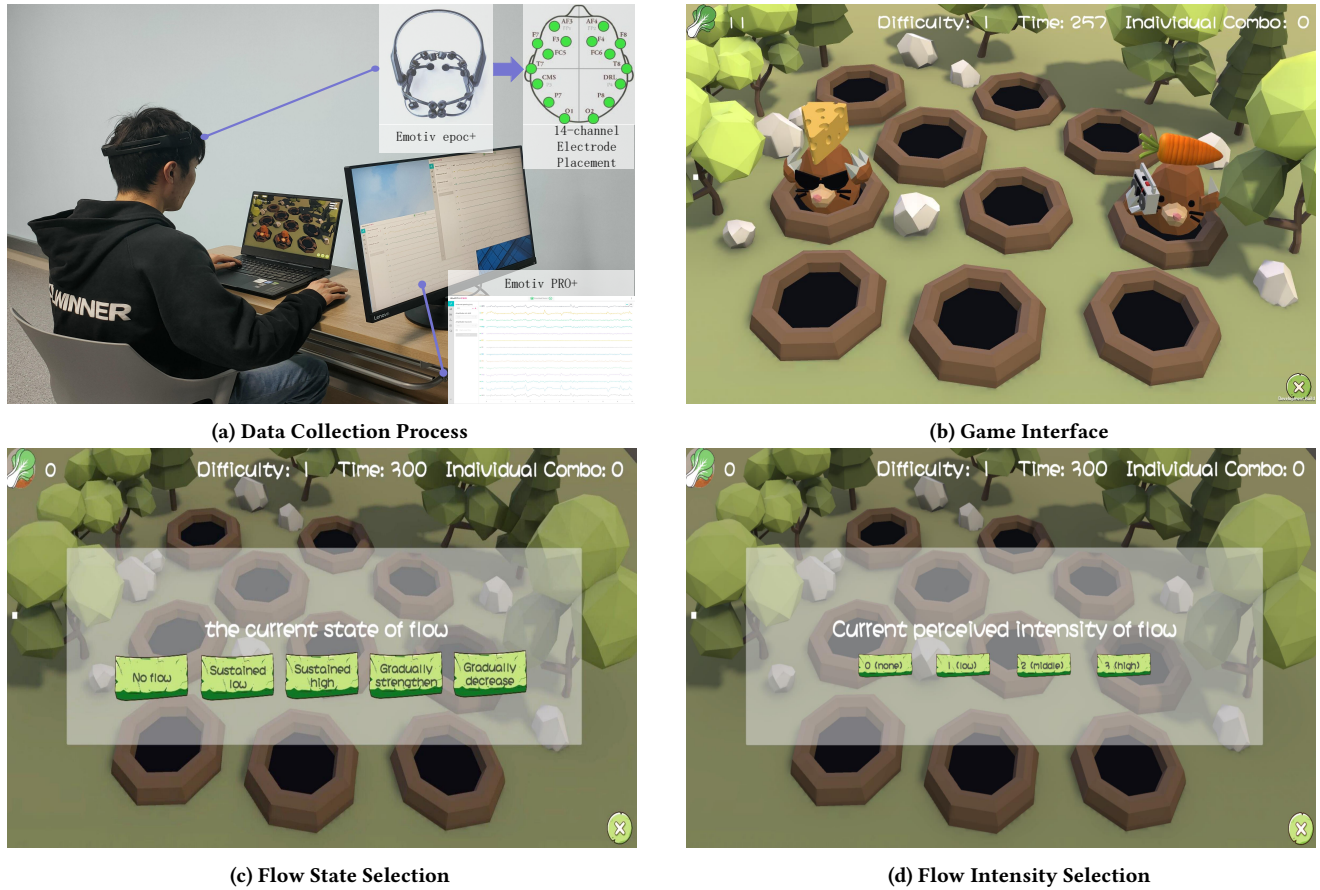 AF3 AF4
F7 F3 F4 F8
FC5 FC6
T7 T8
CMS DRL
P7 P8
O1 O2
Emotiv epoc+
14-channel
Electrode
Placement
WINNER
Lenovo
Emotiv PRO+
(a) Data Collection Process
11 Difficulty: 1 Time: 257 Individual Combo: 0
(b) Game Interface
0 Difficulty: 1 Time: 300 Individual Combo: 0
the current state of flow
No flow
Sustained
low
Sustained
high
Gradually
strengthen
Gradually
decrease
(c) Flow State Selection
0 Difficulty: 1 Time: 300 Individual Combo: 0
Current perceived intensity of flow
0 (none) 1 (low) 2 (middle) 3 (high)
(d) Flow Intensity Selection